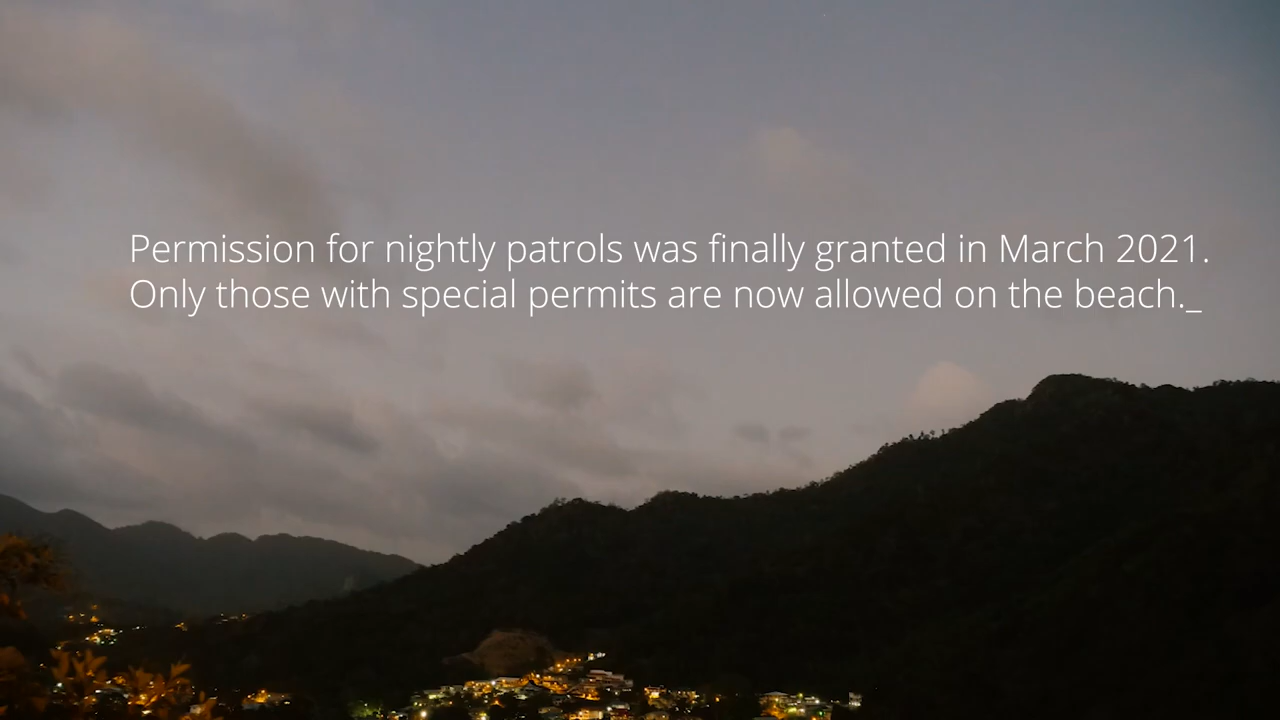 Permission for nightly patrols was finally granted in March 2021.
Only those with special permits are now allowed on the beach._